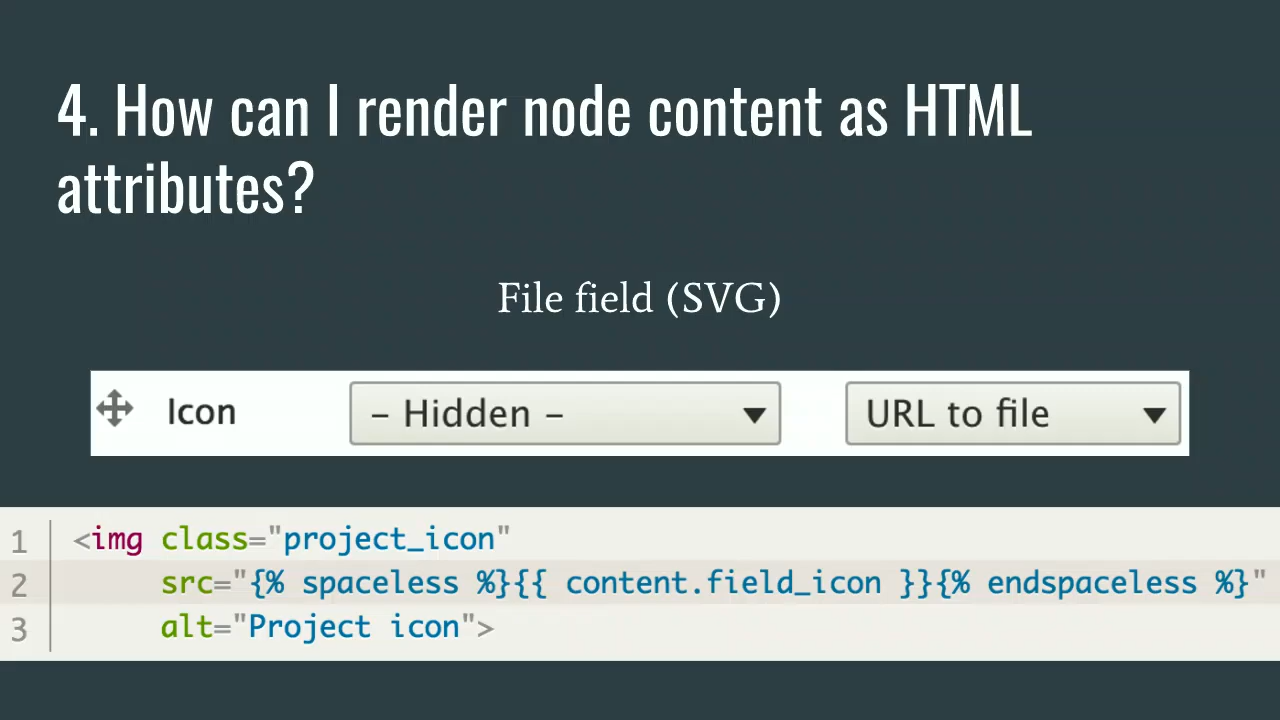 4. How can I render node content as HTML
attributes?
File field (SVG)
Icon – Hidden – URL to file
1 <img class="project_icon"
2 src="{% spaceless %}{{ content.field_icon }}{% endspaceless %}"
3 alt="Project icon">